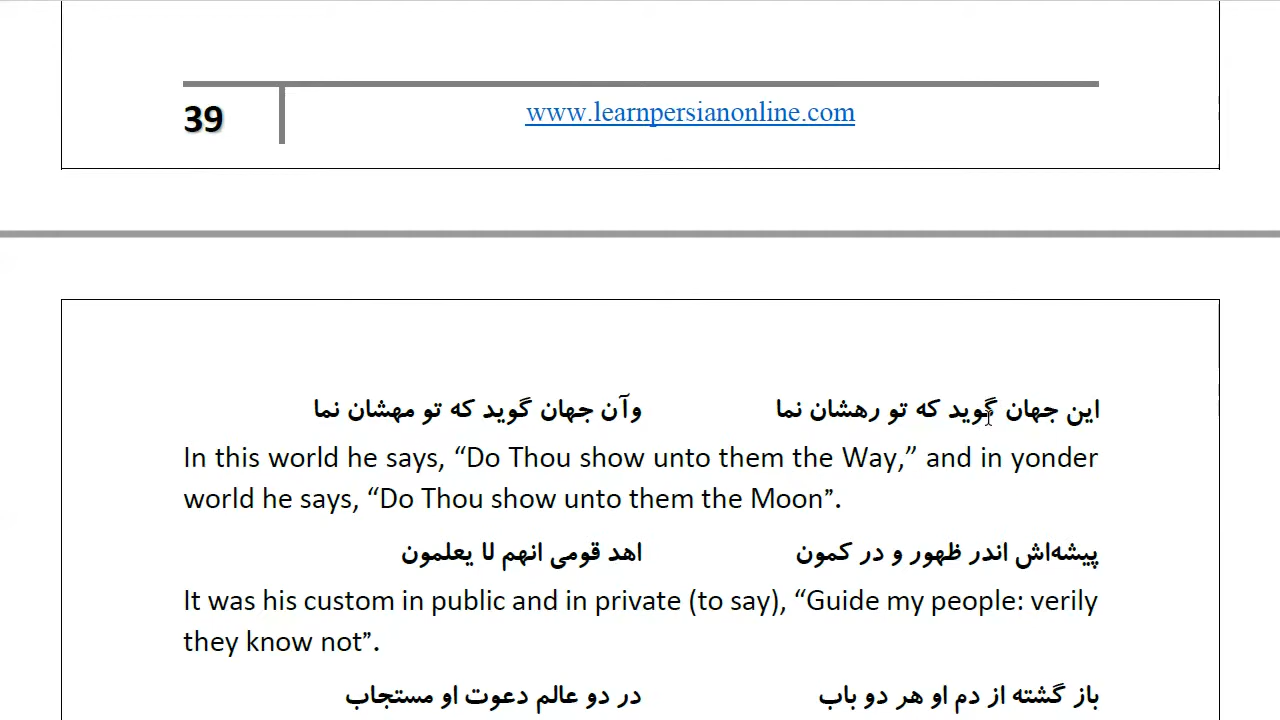 39 www.learnpersianonline.com
این جهان گوید که تو رهشان نما وآن جهان گوید که تو مهشان نما
In this world he says, “Do Thou show unto them the Way,” and in yonder
world he says, “Do Thou show unto them the Moon”.
پیشه‌اش اندر ظهور و در کمون اهد قومی انهم لا یعلمون
It was his custom in public and in private (to say), “Guide my people: verily
they know not”.
باز گشته از دم او هر دو باب در دو عالم دعوت او مستجاب